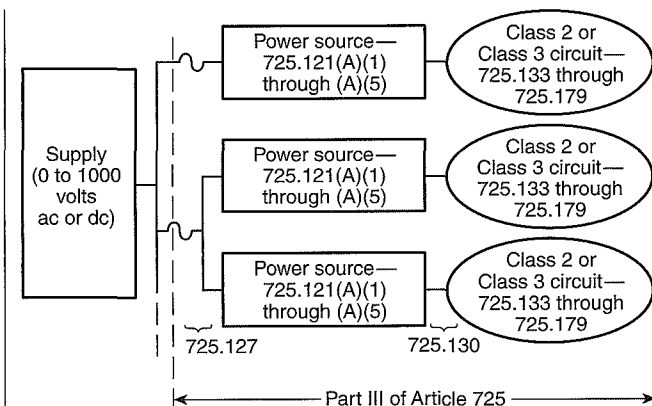 Supply
(0 to 1000
volts
ac or dc)
Power source—
725.121(A)(1)
through (A)(5)
Class 2 or
Class 3 circuit—
725.133 through
725.179
Power source—
725.121(A)(1)
through (A)(5)
Class 2 or
Class 3 circuit—
725.133 through
725.179
Power source—
725.121(A)(1)
through (A)(5)
Class 2 or
Class 3 circuit—
725.133 through
725.179
725.127
725.130
Part III of Article 725